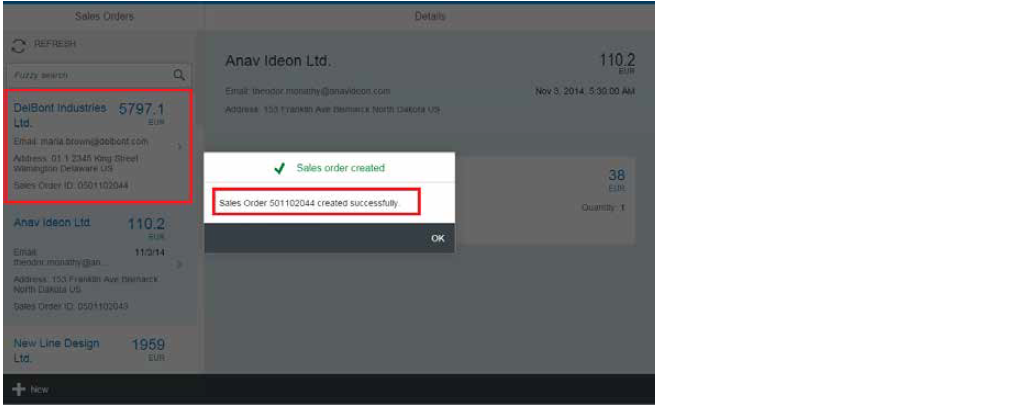 Sales Orders
Details
REFRESH
Fuzzy search
DelBont Industries 5797.1
Ltd. EUR
Email: maria.brown@delbont.com
Address: 01 1 2345 King Street
Wilmington Delaware US
Sales Order ID: 0501102044
Anav Ideon Ltd. 110.2
EUR
Email: 11/3/14
theodor.monathy@an...
Address: 153 Franklin Ave Bismarck
North Dakota US
Sales Order ID: 0501102043
New Line Design 1959
Ltd. EUR
New
Anav Ideon Ltd. 110.2
EUR
Email: theodor.monathy@anavideon.com Nov 3, 2014, 5:30:00 AM
Address: 153 Franklin Ave Bismarck North Dakota US
Sales order created
Sales Order 501102044 created successfully.
OK
38
EUR
Quantity: 1